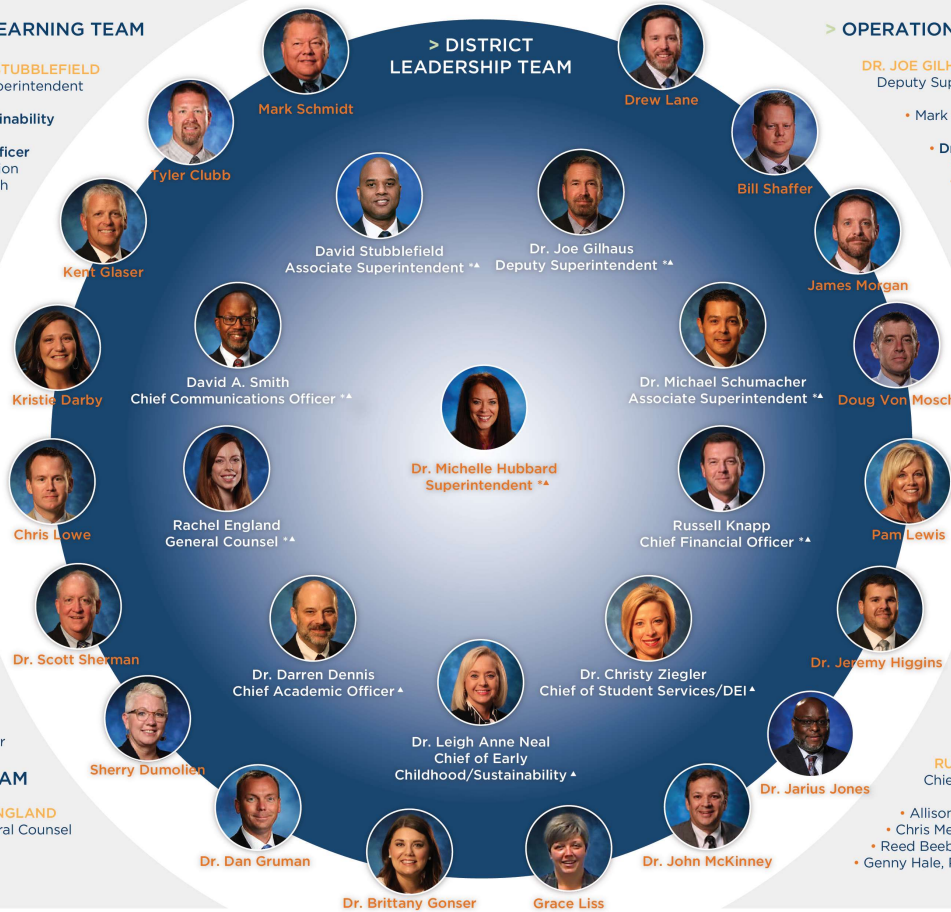 EARNING TEAM
STUBBLEFIELD
perintendent
inability
ficer
ion
h
> DISTRICT
LEADERSHIP TEAM
> OPERATION
DR. JOE GILH
Deputy Sup
• Mark
• D
Mark Schmidt
Drew Lane
Tyler Clubb
Bill Shaffer
Kent Glaser
David Stubblefield
Associate Superintendent *▲
Dr. Joe Gilhaus
Deputy Superintendent *▲
James Morgan
Kristie Darby
David A. Smith
Chief Communications Officer *▲
Dr. Michael Schumacher
Associate Superintendent *▲
Doug Von Mosch
Dr. Michelle Hubbard
Superintendent *▲
Chris Lowe
Rachel England
General Counsel *▲
Russell Knapp
Chief Financial Officer *▲
Pam Lewis
Dr. Scott Sherman
Dr. Darren Dennis
Chief Academic Officer ▲
Dr. Christy Ziegler
Chief of Student Services/DEI ▲
Dr. Jeremy Higgins
Dr. Leigh Anne Neal
Chief of Early
Childhood/Sustainability ▲
Sherry Dumolien
Dr. Jarius Jones
Dr. Dan Gruman
Dr. Brittany Gonser
Grace Liss
Dr. John McKinney
r
AM
NGLAND
ral Counsel
RU
Chie
• Allison
• Chris Me
• Reed Beeb
• Genny Hale,